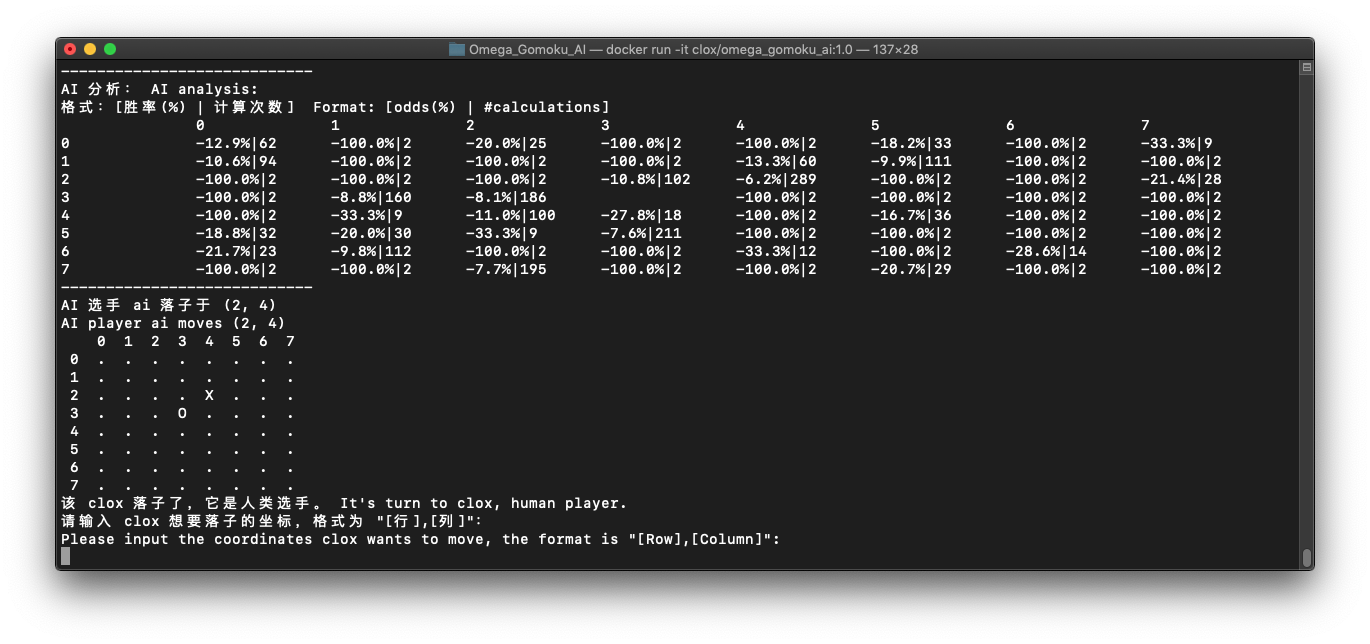 Omega_Gomoku_AI — docker run -it clox/omega_gomoku_ai:1.0 — 137×28
----------------------------
AI 分析： AI analysis:
格式：[胜率(%) | 计算次数]  Format: [odds(%) | #calculations]
0 1 2 3 4 5 6 7
0 -12.9%|62 -100.0%|2 -20.0%|25 -100.0%|2 -100.0%|2 -18.2%|33 -100.0%|2 -33.3%|9
1 -10.6%|94 -100.0%|2 -100.0%|2 -100.0%|2 -13.3%|60 -9.9%|111 -100.0%|2 -100.0%|2
2 -100.0%|2 -100.0%|2 -100.0%|2 -10.8%|102 -6.2%|289 -100.0%|2 -100.0%|2 -21.4%|28
3 -100.0%|2 -8.8%|160 -8.1%|186 -100.0%|2 -100.0%|2 -100.0%|2 -100.0%|2
4 -100.0%|2 -33.3%|9 -11.0%|100 -27.8%|18 -100.0%|2 -16.7%|36 -100.0%|2 -100.0%|2
5 -18.8%|32 -20.0%|30 -33.3%|9 -7.6%|211 -100.0%|2 -100.0%|2 -100.0%|2 -100.0%|2
6 -21.7%|23 -9.8%|112 -100.0%|2 -100.0%|2 -33.3%|12 -100.0%|2 -28.6%|14 -100.0%|2
7 -100.0%|2 -100.0%|2 -7.7%|195 -100.0%|2 -100.0%|2 -20.7%|29 -100.0%|2 -100.0%|2
----------------------------
AI 选手 ai 落子于 (2, 4)
AI player ai moves (2, 4)
0 1 2 3 4 5 6 7
0 . . . . . . . .
1 . . . . . . . .
2 . . . . X . . .
3 . . . O . . . .
4 . . . . . . . .
5 . . . . . . . .
6 . . . . . . . .
7 . . . . . . . .
该 clox 落子了，它是人类选手。 It's turn to clox, human player.
请输入 clox 想要落子的坐标，格式为 "[行],[列]"：
Please input the coordinates clox wants to move, the format is "[Row],[Column]":